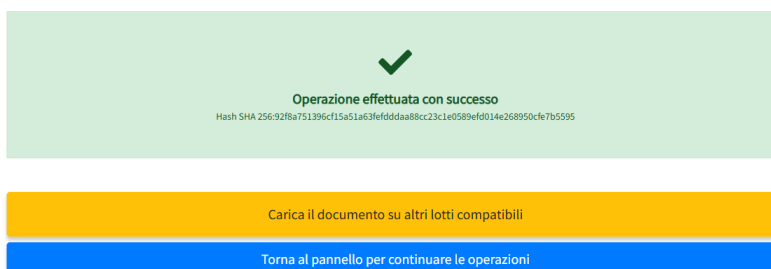 Operazione effettuata con successo
Hash SHA 256:92f8a751396cf15a51a63fefdddaa88cc23c1e0589efd014e268950cfe7b5595
Carica il documento su altri lotti compatibili
Torna al pannello per continuare le operazioni